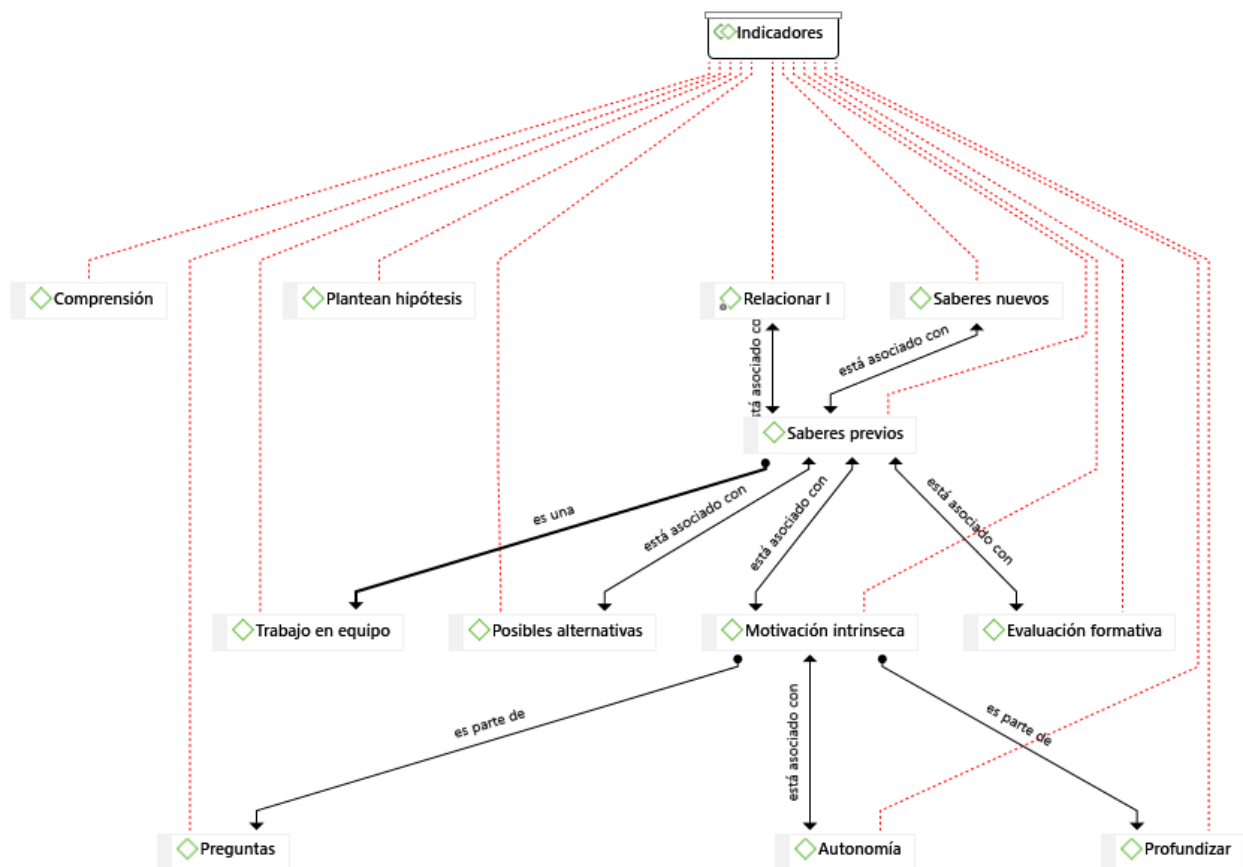 Indicadores
Comprensión
Plantean hipótesis
Relacionar I
Saberes nuevos
está asociado co
está asociado con
Saberes previos
es una
está asociado con
está asociado con
está asociado con
Trabajo en equipo
Posibles alternativas
Motivación intrinseca
Evaluación formativa
es parte de
está asociado con
es parte de
Preguntas
Autonomía
Profundizar